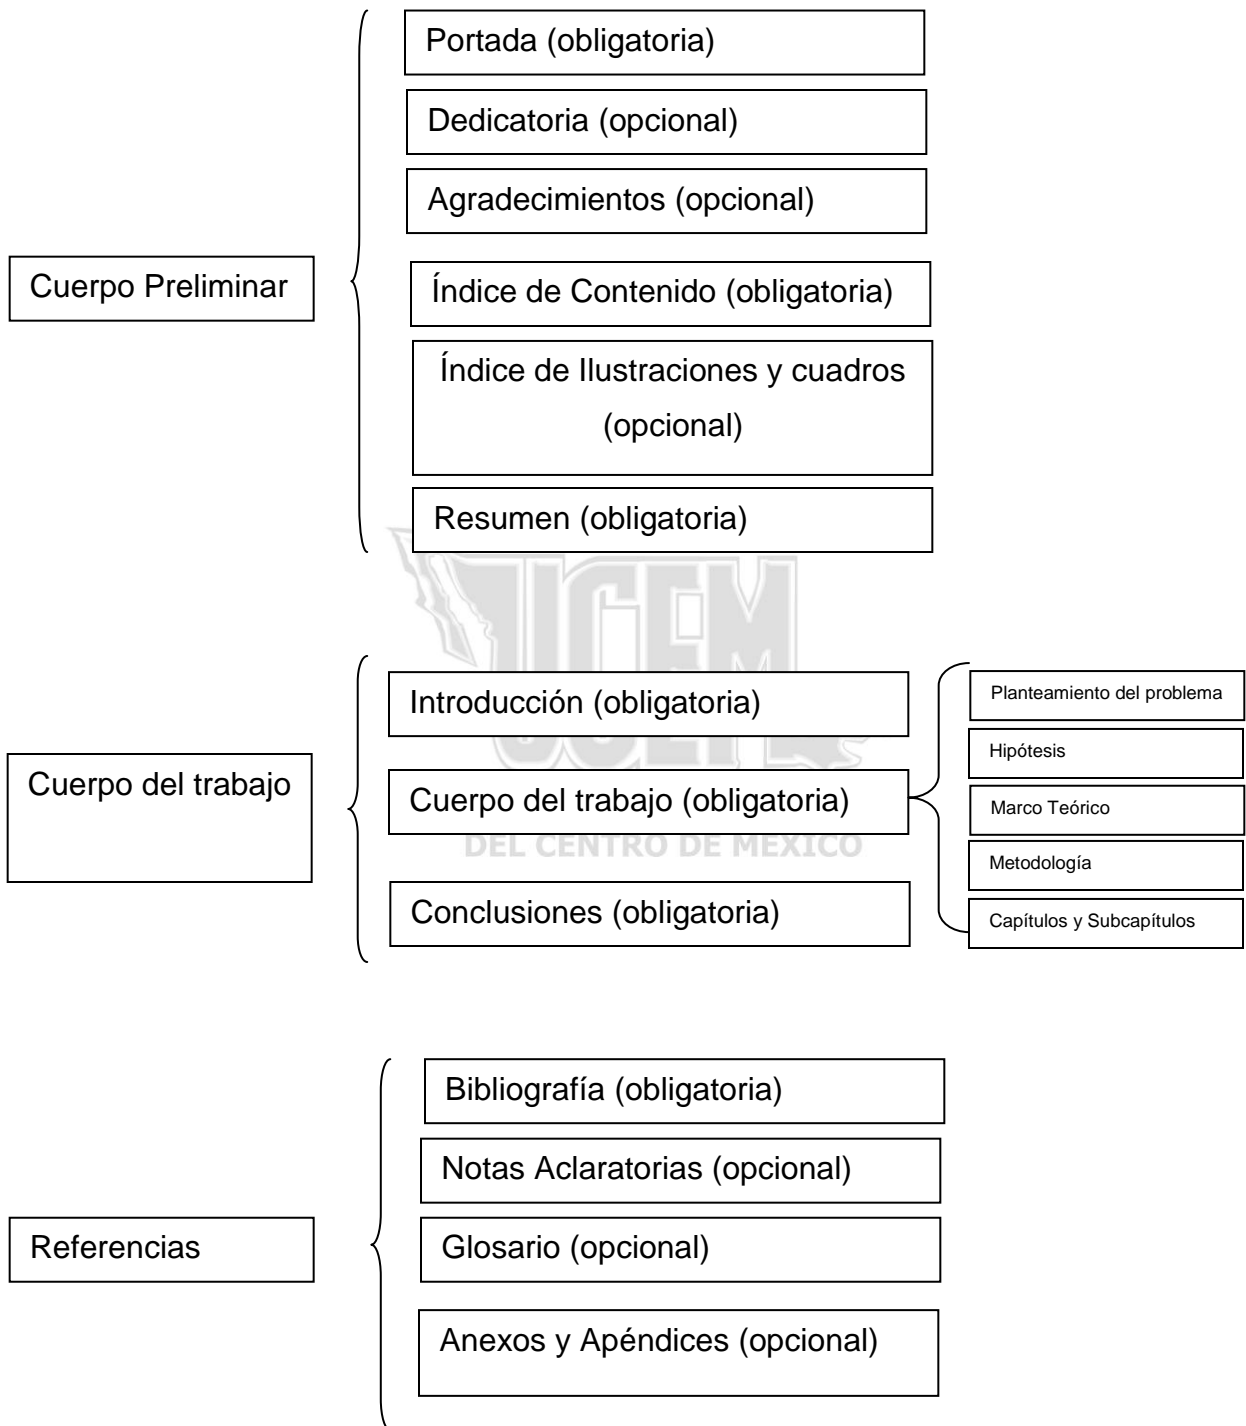 Portada (obligatoria)
Dedicatoria (opcional)
Agradecimientos (opcional)
Cuerpo Preliminar
Índice de Contenido (obligatoria)
Índice de Ilustraciones y cuadros
(opcional)
Resumen (obligatoria)
UCEM
Introducción (obligatoria)
Planteamiento del problema
Hipótesis
Cuerpo del trabajo
Cuerpo del trabajo (obligatoria)
Marco Teórico
DEL CENTRO DE MEXICO
Metodología
Conclusiones (obligatoria)
Capítulos y Subcapítulos
Bibliografía (obligatoria)
Notas Aclaratorias (opcional)
Referencias
Glosario (opcional)
Anexos y Apéndices (opcional)